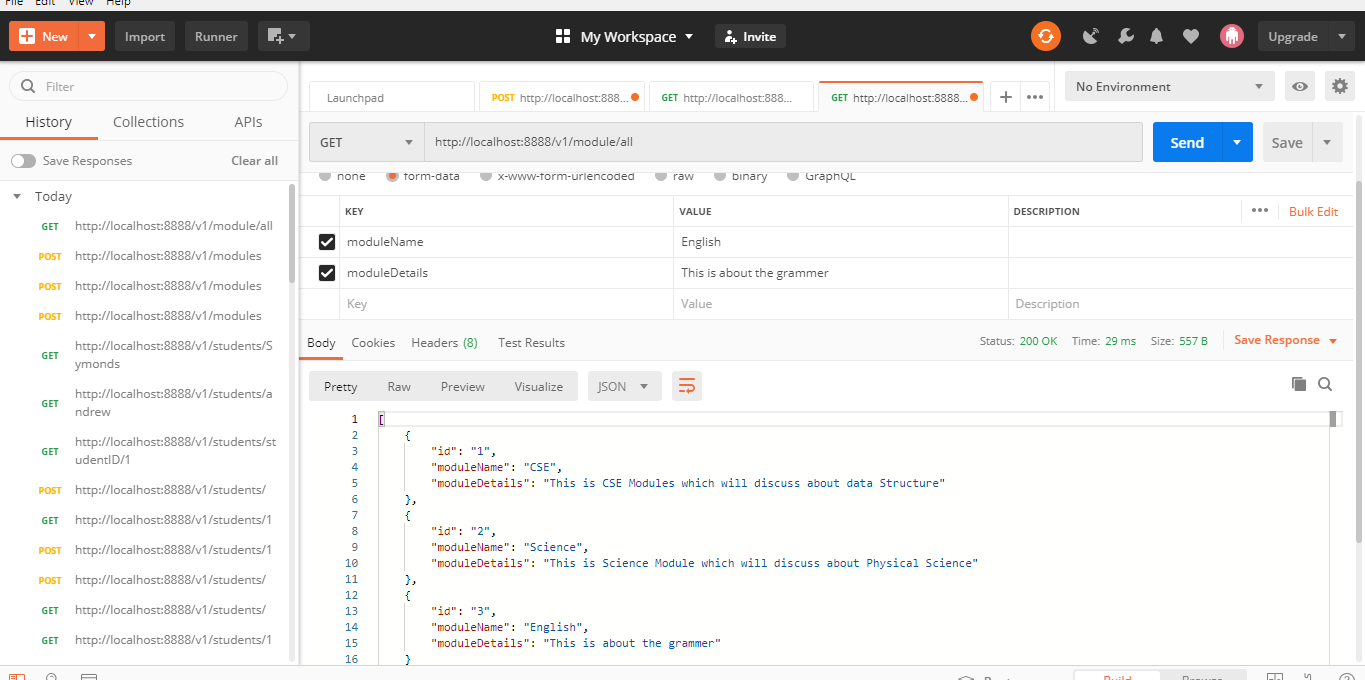 File Edit View Help
New Import Runner My Workspace Invite Upgrade
Filter
History Collections APIs
Save Responses Clear all
Today
GET http://localhost:8888/v1/module/all
POST http://localhost:8888/v1/modules
POST http://localhost:8888/v1/modules
POST http://localhost:8888/v1/modules
GET http://localhost:8888/v1/students/S
ymonds
GET http://localhost:8888/v1/students/a
ndrew
GET http://localhost:8888/v1/students/st
udentID/1
POST http://localhost:8888/v1/students/
GET http://localhost:8888/v1/students/1
POST http://localhost:8888/v1/students/1
POST http://localhost:8888/v1/students/
GET http://localhost:8888/v1/students/
GET http://localhost:8888/v1/students/1
Launchpad POST http://localhost:888... GET http://localhost:888... GET http://localhost:8888... No Environment
GET http://localhost:8888/v1/module/all Send Save
none form-data x-www-form-urlencoded raw binary GraphQL
KEY VALUE DESCRIPTION Bulk Edit
moduleName English
moduleDetails This is about the grammer
Key Value Description
Body Cookies Headers (8) Test Results Status: 200 OK Time: 29 ms Size: 557 B Save Response
Pretty Raw Preview Visualize JSON
1 [
2 {
3 "id": "1",
4 "moduleName": "CSE",
5 "moduleDetails": "This is CSE Modules which will discuss about data Structure"
6 },
7 {
8 "id": "2",
9 "moduleName": "Science",
10 "moduleDetails": "This is Science Module which will discuss about Physical Science"
11 },
12 {
13 "id": "3",
14 "moduleName": "English",
15 "moduleDetails": "This is about the grammer"
16 }
Build Browse